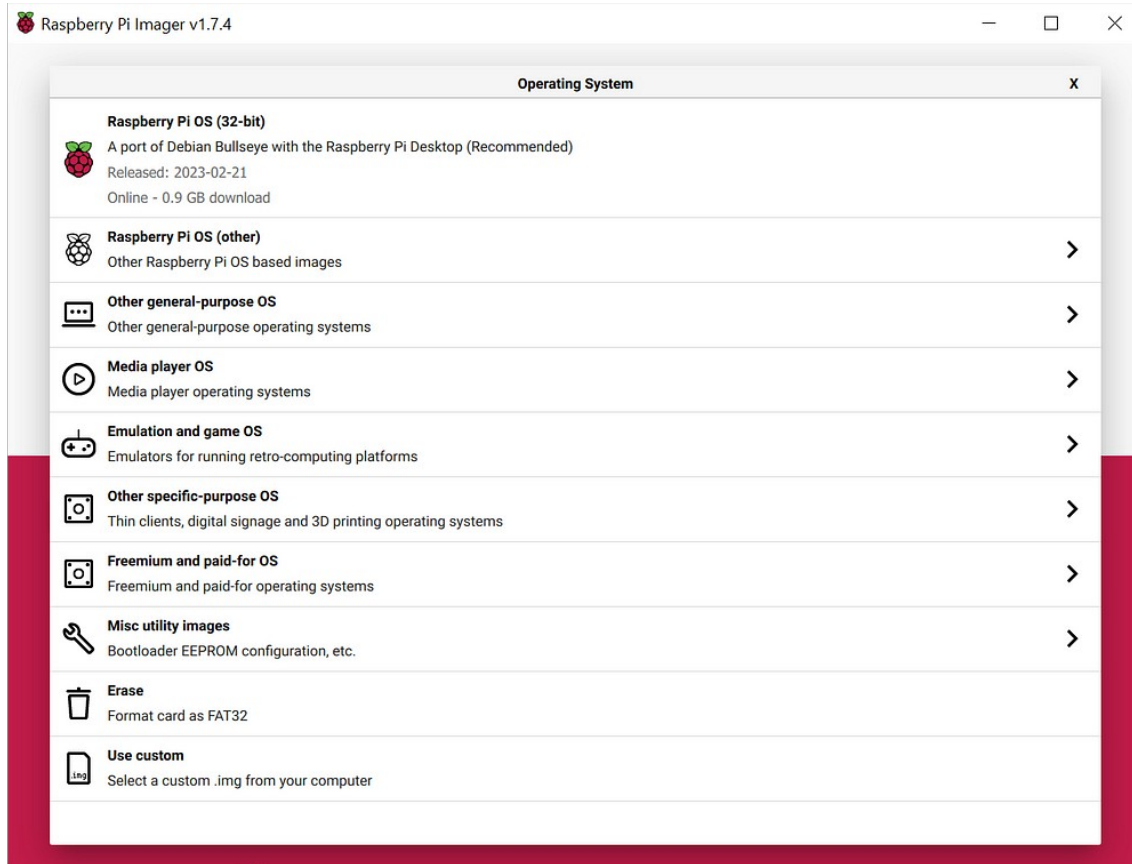 Raspberry Pi Imager v1.7.4
Operating System X
Raspberry Pi OS (32-bit)
A port of Debian Bullseye with the Raspberry Pi Desktop (Recommended)
Released: 2023-02-21
Online - 0.9 GB download
Raspberry Pi OS (other)
Other Raspberry Pi OS based images
Other general-purpose OS
Other general-purpose operating systems
Media player OS
Media player operating systems
Emulation and game OS
Emulators for running retro-computing platforms
Other specific-purpose OS
Thin clients, digital signage and 3D printing operating systems
Freemium and paid-for OS
Freemium and paid-for operating systems
Misc utility images
Bootloader EEPROM configuration, etc.
Erase
Format card as FAT32
Use custom
.img
Select a custom .img from your computer